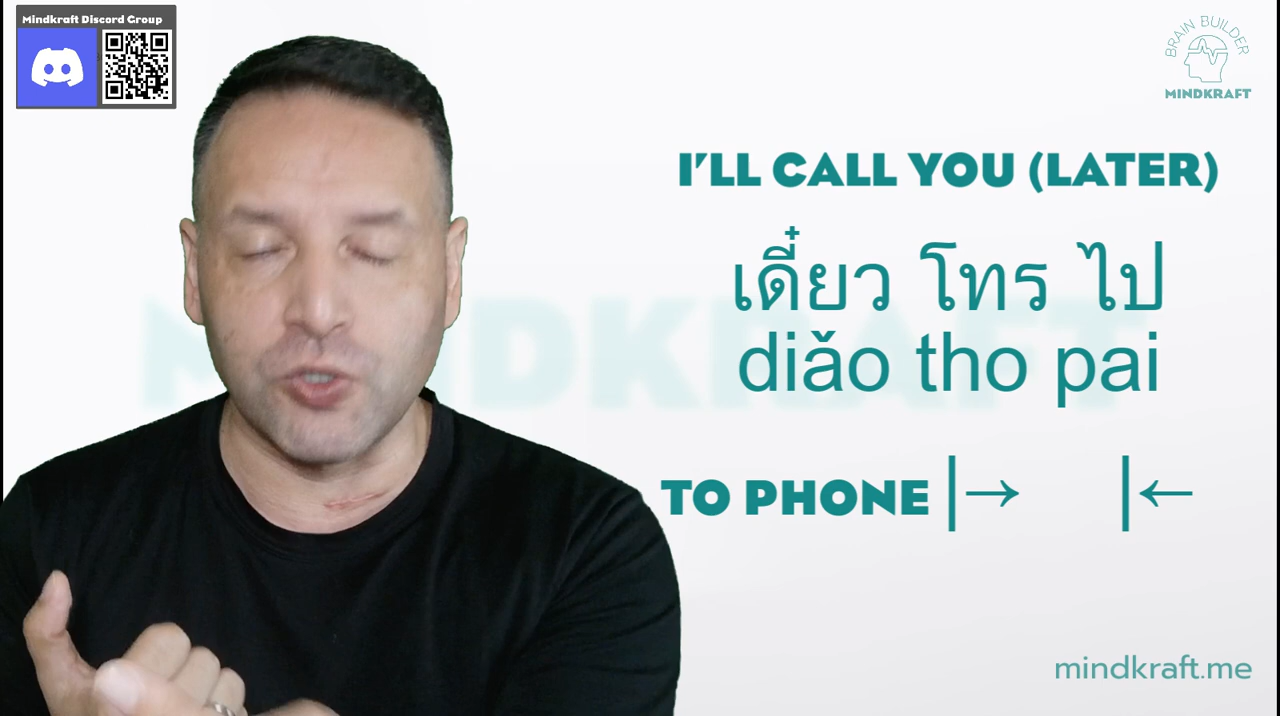 Mindkraft Discord Group
BRAIN BUILDER
MINDKRAFT
I'LL CALL YOU (LATER)
เดี๋ยว โทร ไป
diǎo tho pai
TO PHONE |→ |←
MINDKRAFT
mindkraft.me